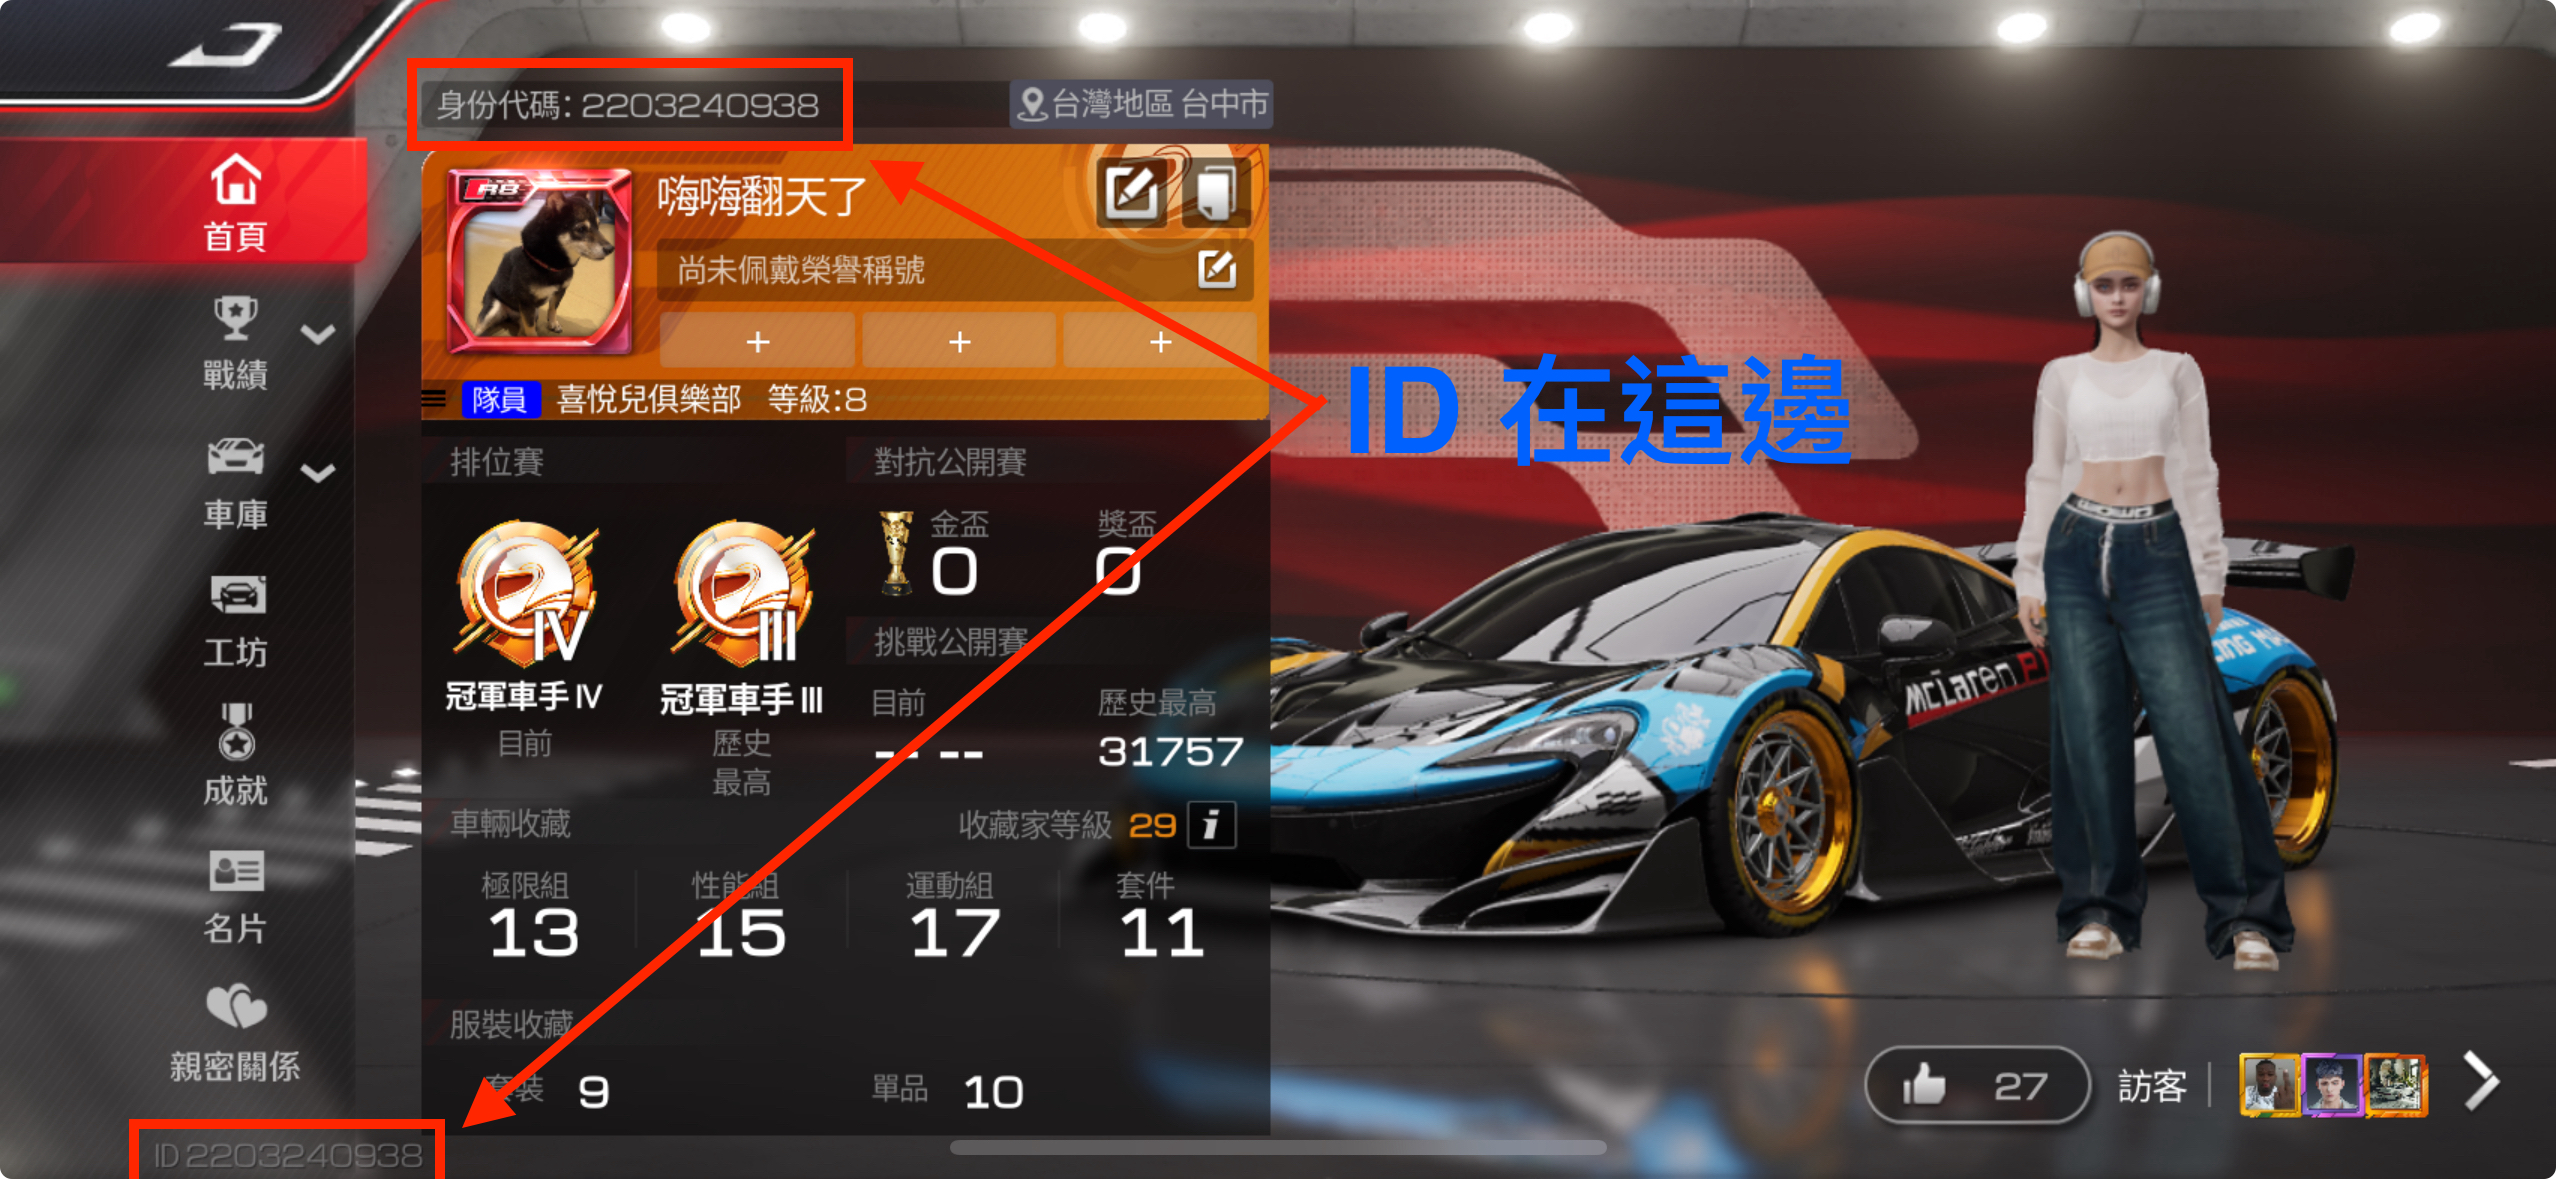 身份代碼: 2203240938
台灣地區 台中市
首頁
戰績
車庫
工坊
成就
名片
親密關係
ID 2203240938
R8
嗨嗨翻天了
尚未佩戴榮譽稱號
+ + +
隊員 喜悅兒俱樂部 等級:8
ID 在這邊
排位賽
IV III
冠軍車手 IV 冠軍車手 III
目前 歷史
最高
對抗公開賽
金盃 獎盃
0 0
挑戰公開賽
目前 歷史最高
-- -- 31757
車輛收藏 收藏家等級 29 i
極限組 性能組 運動組 套件
13 15 17 11
服裝收藏
套裝 9 單品 10
McLaren P1
27 訪客